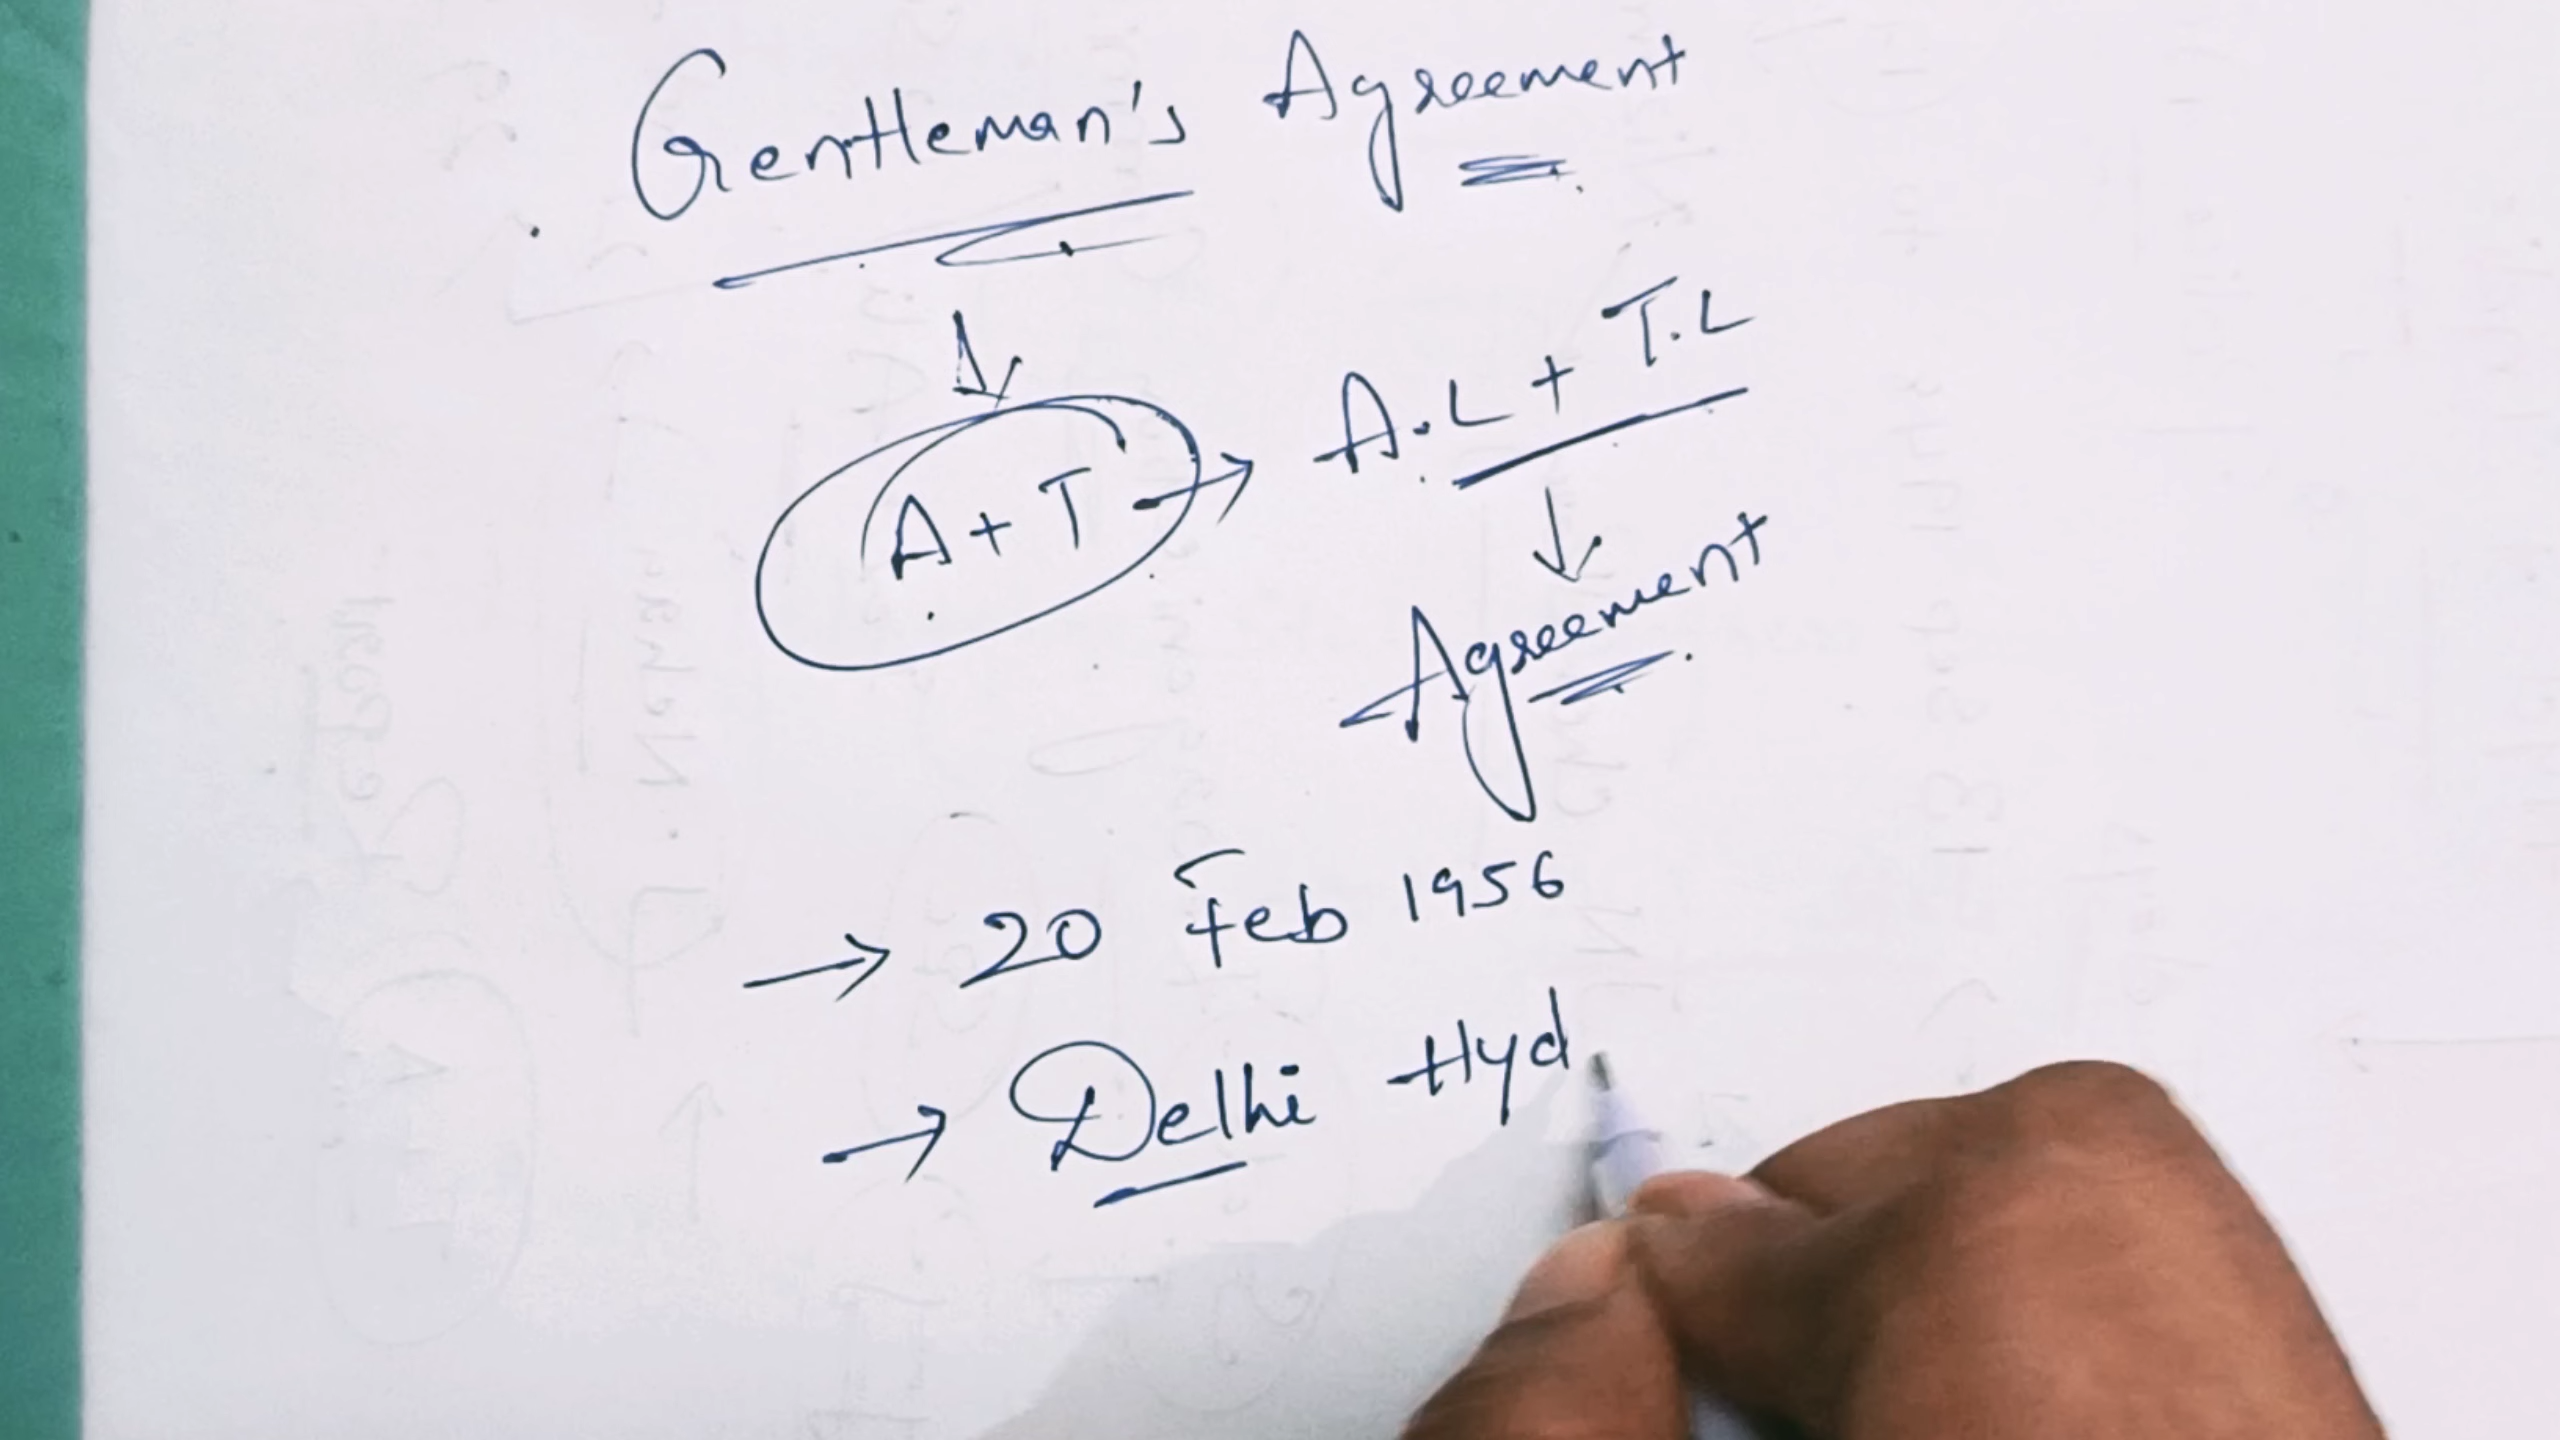 Gentleman's Agreement
A + T → A.L + T.L
Agreement
→ 20 Feb 1956
→ Delhi Hyd